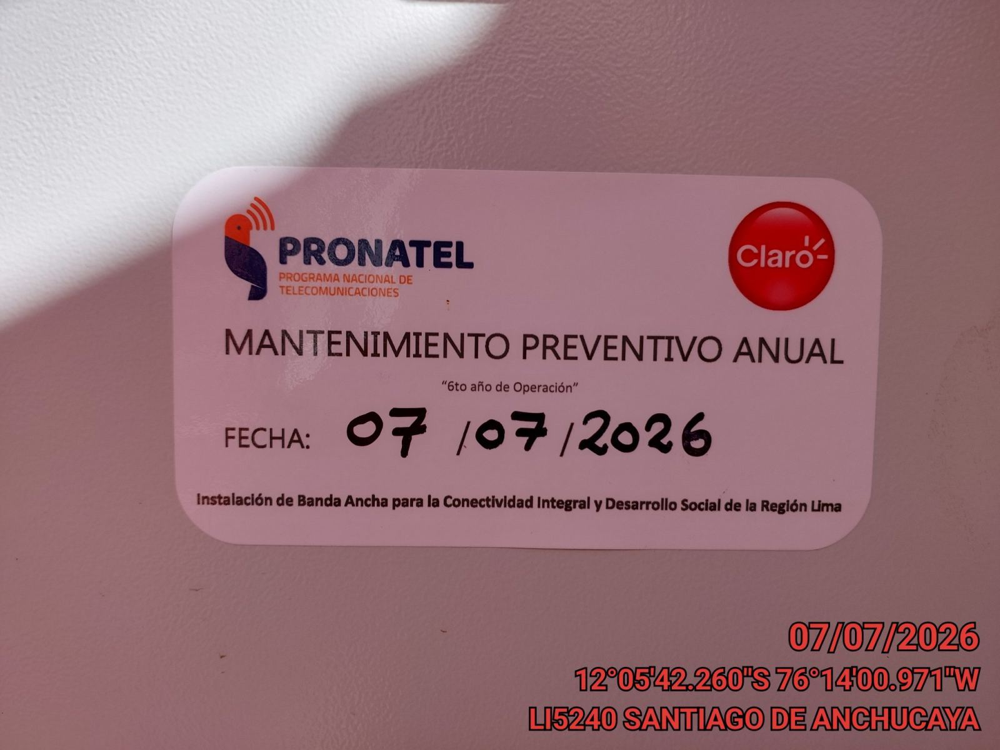 PRONATEL
PROGRAMA NACIONAL DE
TELECOMUNICACIONES
Claro
MANTENIMIENTO PREVENTIVO ANUAL
“6to año de Operación”
FECHA: 07 /07/2026
Instalación de Banda Ancha para la Conectividad Integral y Desarrollo Social de la Región Lima
07/07/2026
12°05'42.260"S 76°14'00.971"W
LI5240 SANTIAGO DE ANCHUCAYA